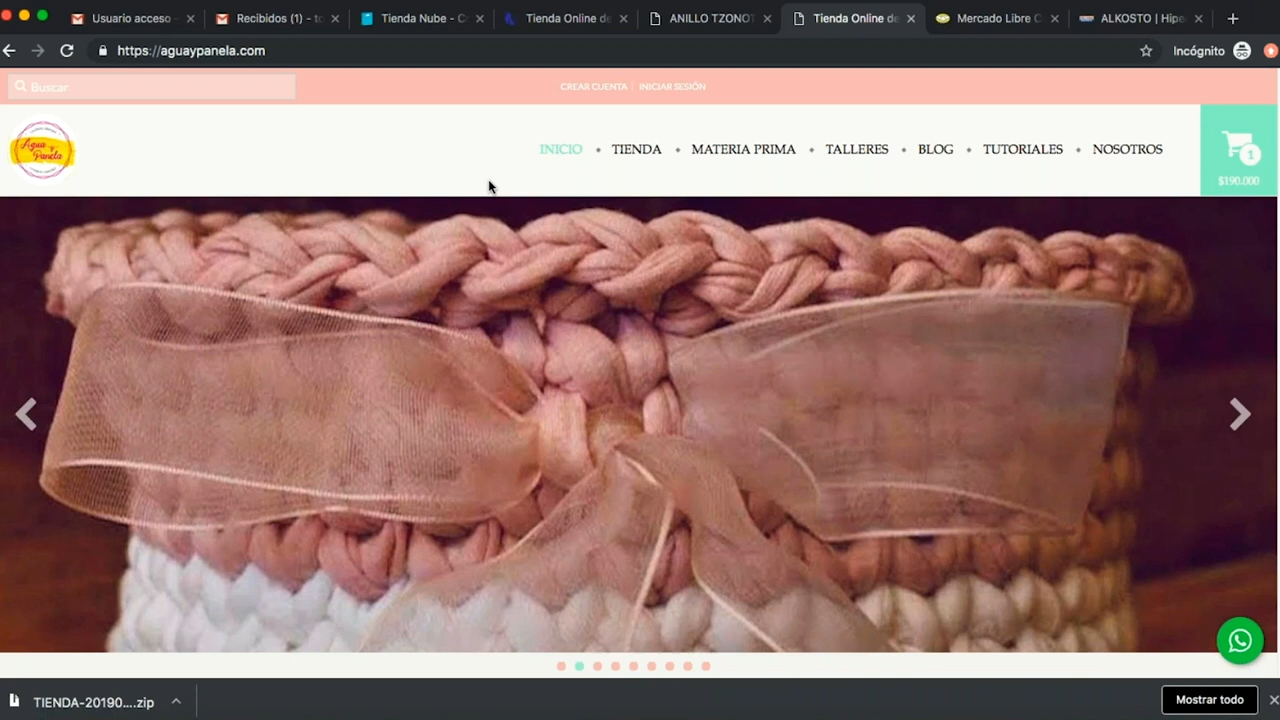 Usuario acceso
Recibidos (1) - to
Tienda Nube - C
Tienda Online de
ANILLO TZONOT
Tienda Online de
Mercado Libre C
ALKOSTO | Hipe
https://aguaypanela.com
Incógnito
Buscar
CREAR CUENTA
INICIAR SESIÓN
Agua y Panela
INICIO
TIENDA
MATERIA PRIMA
TALLERES
BLOG
TUTORIALES
NOSOTROS
1
$190.000
TIENDA-20190....zip
Mostrar todo